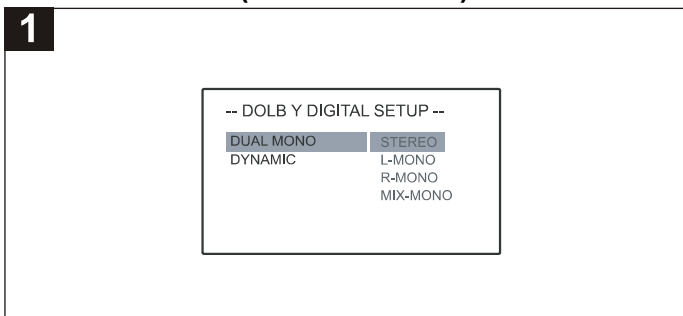 1
-- DOLB Y DIGITAL SETUP --
DUAL MONO STEREO
DYNAMIC L-MONO
R-MONO
MIX-MONO